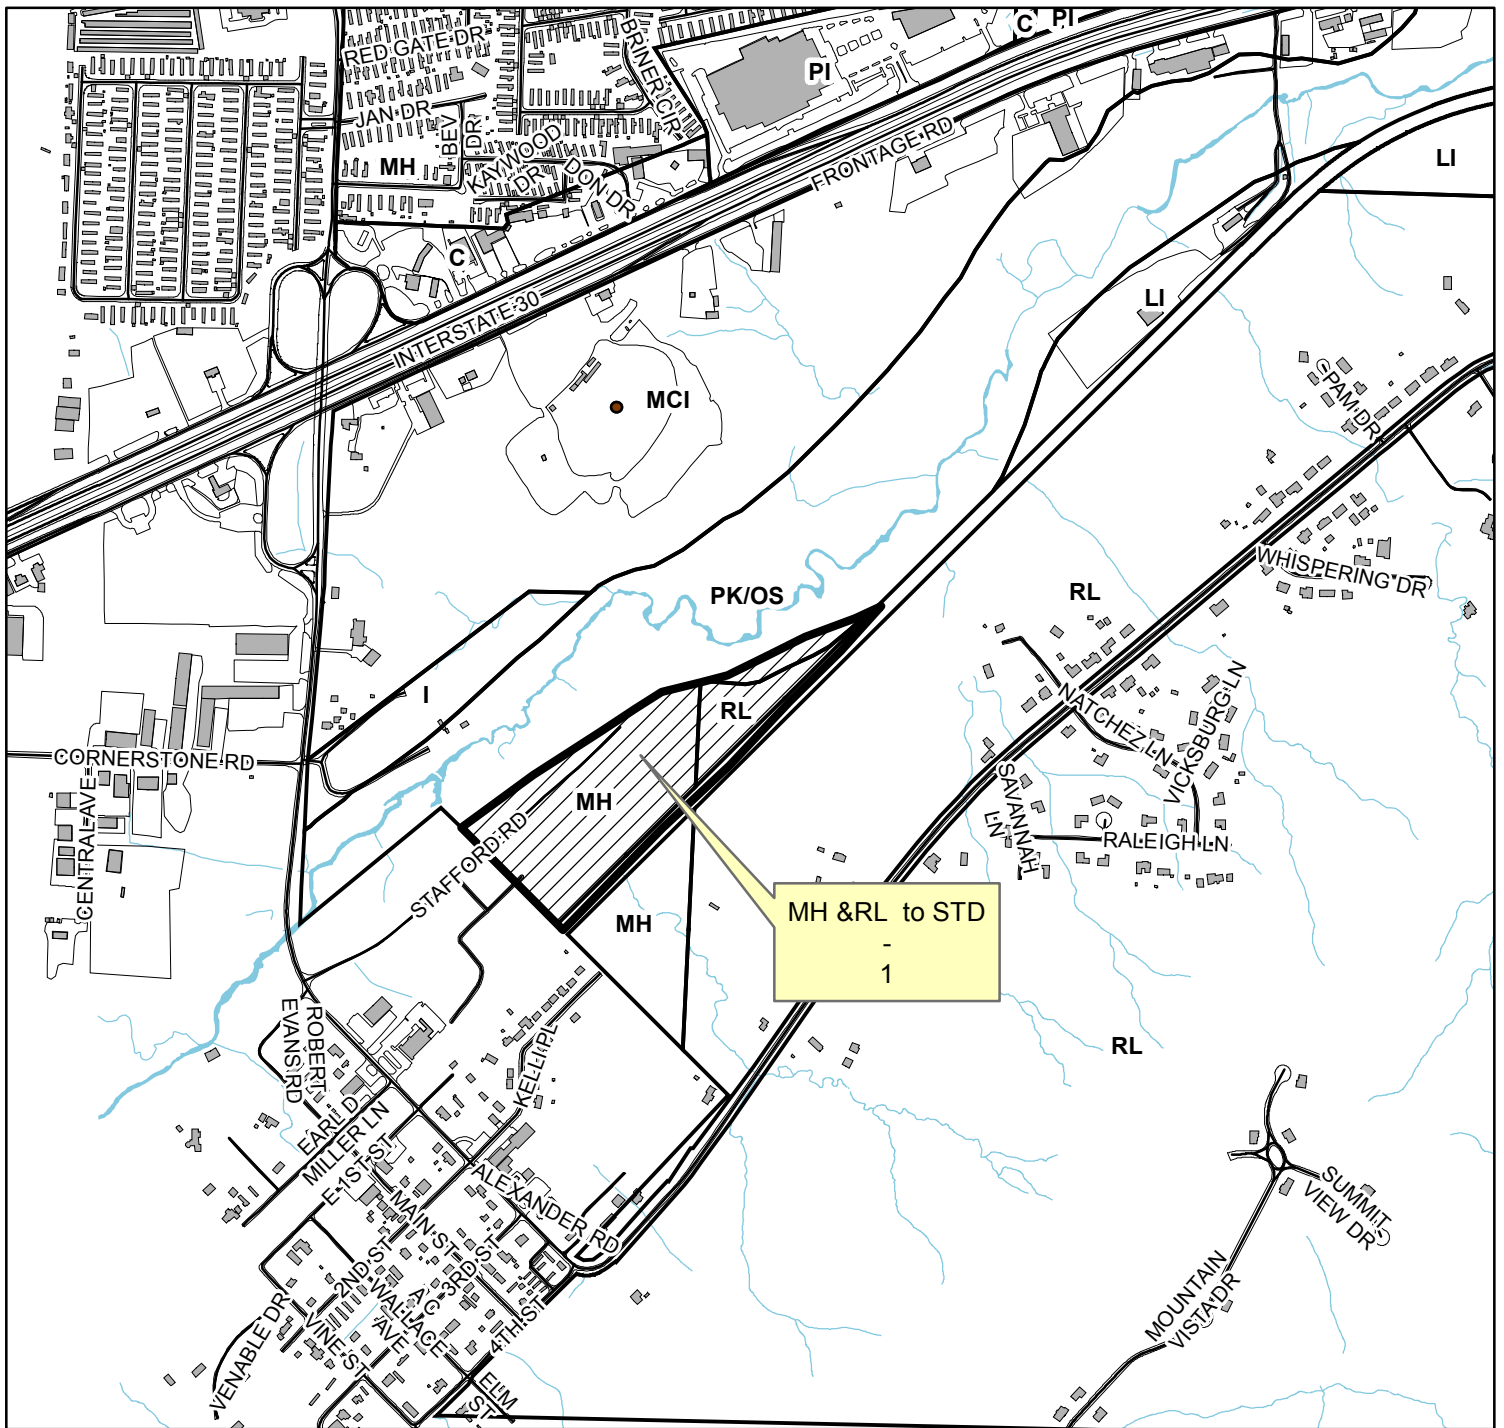 C
PI
RED GATE DR
BRINER CIR
PI
JAN DR
BEV
DR
MH
KAYWOOD
DR
DON DR
FRONTAGE RD
LI
C
INTERSTATE 30
LI
MCI
PAM DR
WHISPERING DR
PK/OS
RL
I
RL
NATCHEZ LN
VICKSBURG LN
CORNERSTONE RD
CENTRAL AVE
MH
SAVANNAH
LN
RALEIGH LN
STAFFORD RD
MH
MH &RL  to STD
-
1
ROBERT
EVANS RD
RL
KELLI PL
EARL D
MILLER LN
E 1ST ST
MAIN ST
ALEXANDER RD
SUMMIT
VIEW DR
2ND ST
3RD ST
A C
WALLACE
AVE
4TH ST
VENABLE DR
VINE ST
ELM
ST
MOUNTAIN
VISTA DR